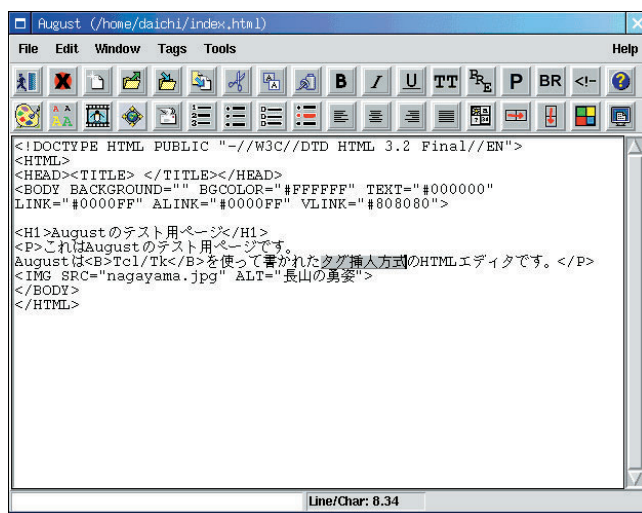 August (/home/daichi/index.html)
File Edit Window Tags Tools Help
B I U TT PRE P BR <!-
<!DOCTYPE HTML PUBLIC "-//W3C//DTD HTML 3.2 Final//EN">
<HTML>
<HEAD><TITLE> </TITLE></HEAD>
<BODY BACKGROUND="" BGCOLOR="#FFFFFF" TEXT="#000000"
LINK="#0000FF" ALINK="#0000FF" VLINK="#808080">
<H1>Augustのテスト用ページ</H1>
<P>これはAugustのテスト用ページです。
Augustは<B>Tcl/Tk</B>を使って書かれたタグ挿入方式のHTMLエディタです。</P>
<IMG SRC="nagayama.jpg" ALT="長山の勇姿">
</BODY>
</HTML>
Line/Char: 8.34